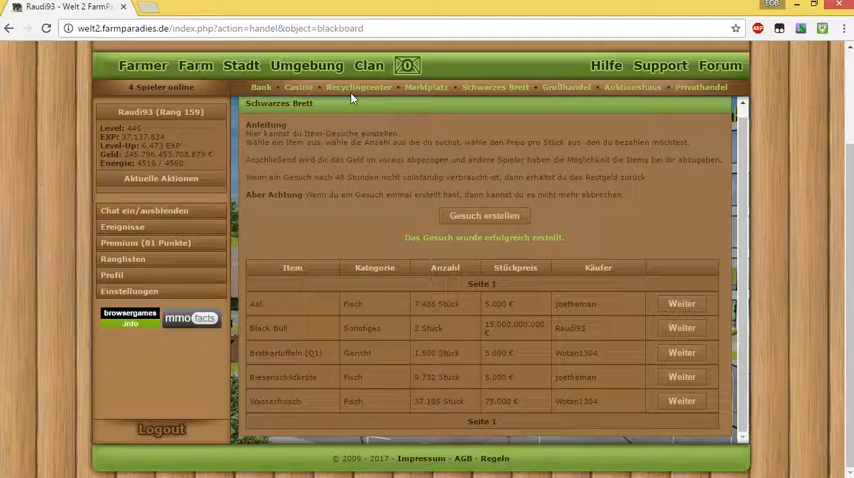 Raudi93 - Welt 2 FarmPara
FOB
welt2.farmparadies.de/index.php?action=handel&object=blackboard
ABP
Farmer Farm Stadt Umgebung Clan 0 Hilfe Support Forum
4 Spieler online
Bank • Casino • Recyclingcenter • Marktplatz • Schwarzes Brett • Großhandel • Auktionshaus • Privathandel
Raudi93 (Rang 159)
Level: 446
EXP: 37.137.834
Level-Up: 6.473 EXP
Geld: 245.796.453.708.879 €
Energie: 4516 / 4560
Aktuelle Aktionen
Chat ein/ausblenden
Ereignisse
Premium (81 Punkte)
Ranglisten
Profil
Einstellungen
browsergames
.info
mmofacts
Logout
Schwarzes Brett
Anleitung
Hier kannst du Item-Gesuche einstellen
Wähle ein Item aus, wähle die Anzahl aus die du suchst, wähle den Preis pro Stück aus, den du bezahlen möchtest.
Anschließend wird dir das Geld im voraus abgezogen und andere Spieler haben die Möglichkeit die Items bei dir abzugeben.
Wenn ein Gesuch nach 48 Stunden nicht vollständig verbraucht ist, dann erhältst du das Restgeld zurück
Aber Achtung Wenn du ein Gesuch einmal erstellt hast, dann kannst du es nicht mehr abbrechen.
Gesuch erstellen
Das Gesuch wurde erfolgreich erstellt.
Item Kategorie Anzahl Stückpreis Käufer
Seite 1
Aal Fisch 7.486 Stück 5.000 € joetheman Weiter
Black Bull Sonstiges 2 Stück 15.000.000.000 € Raudi93 Weiter
Bratkartoffeln (Q1) Gericht 1.500 Stück 5.000 € Wotan1304 Weiter
Riesenschildkröte Fisch 9.732 Stück 5.000 € joetheman Weiter
Wasserfrosch Fisch 37.185 Stück 75.000 € Wotan1304 Weiter
Seite 1
© 2009 - 2017 - Impressum - AGB - Regeln